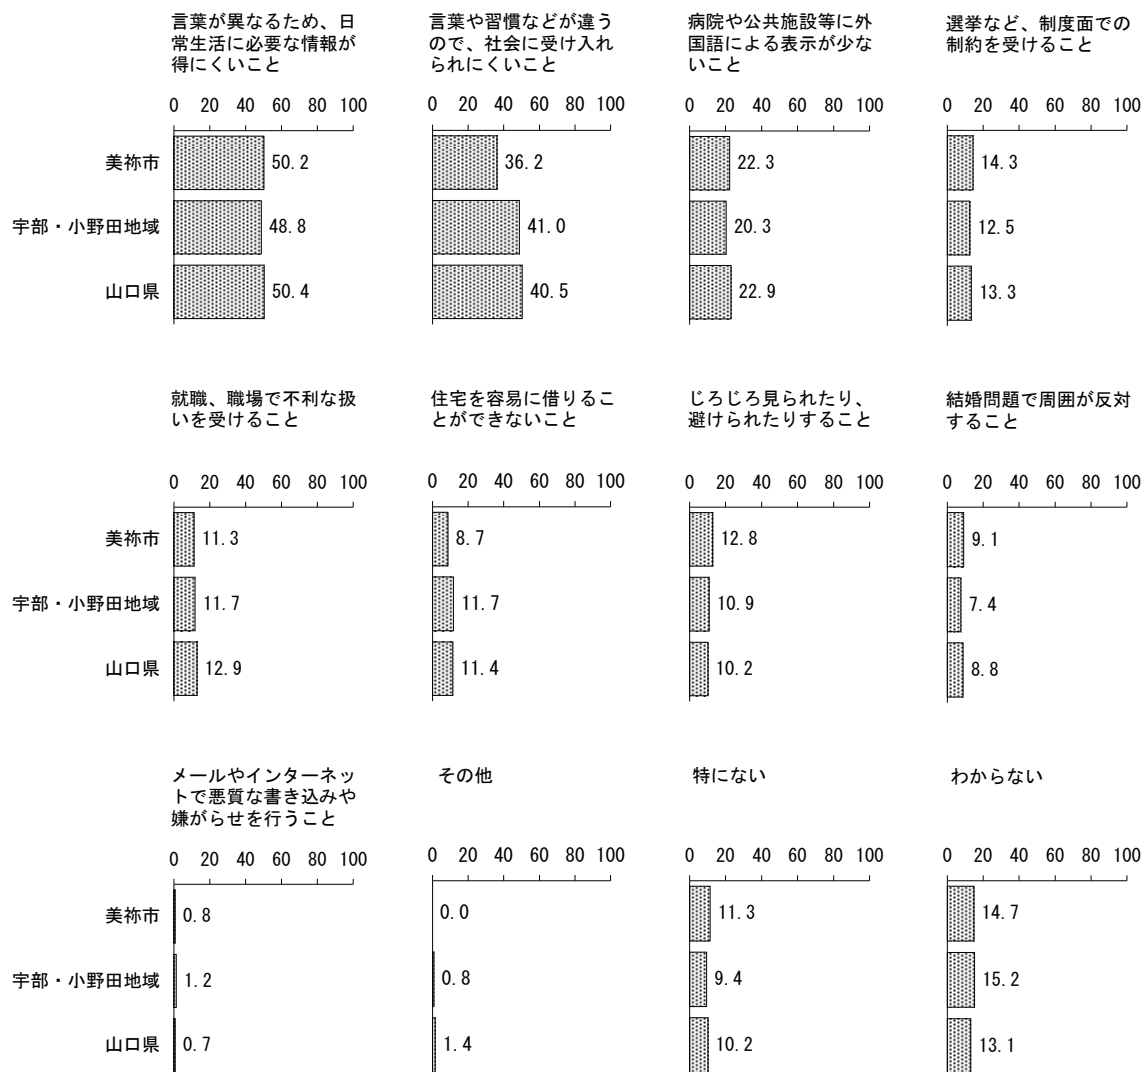 言葉が異なるため、日
常生活に必要な情報が
得にくいこと
言葉や習慣などが違う
ので、社会に受け入れ
られにくいこと
病院や公共施設等に外
国語による表示が少な
いこと
選挙など、制度面での
制約を受けること
0 20 40 60 80 100 0 20 40 60 80 100 0 20 40 60 80 100 0 20 40 60 80 100
美祢市 50.2 36.2 22.3 14.3
宇部・小野田地域 48.8 41.0 20.3 12.5
山口県 50.4 40.5 22.9 13.3
就職、職場で不利な扱
いを受けること
住宅を容易に借りるこ
とができないこと
じろじろ見られたり、
避けられたりすること
結婚問題で周囲が反対
すること
0 20 40 60 80 100 0 20 40 60 80 100 0 20 40 60 80 100 0 20 40 60 80 100
美祢市 11.3 8.7 12.8 9.1
宇部・小野田地域 11.7 11.7 10.9 7.4
山口県 12.9 11.4 10.2 8.8
メールやインターネッ
トで悪質な書き込みや
嫌がらせを行うこと
その他
特にない
わからない
0 20 40 60 80 100 0 20 40 60 80 100 0 20 40 60 80 100 0 20 40 60 80 100
美祢市 0.8 0.0 11.3 14.7
宇部・小野田地域 1.2 0.8 9.4 15.2
山口県 0.7 1.4 10.2 13.1